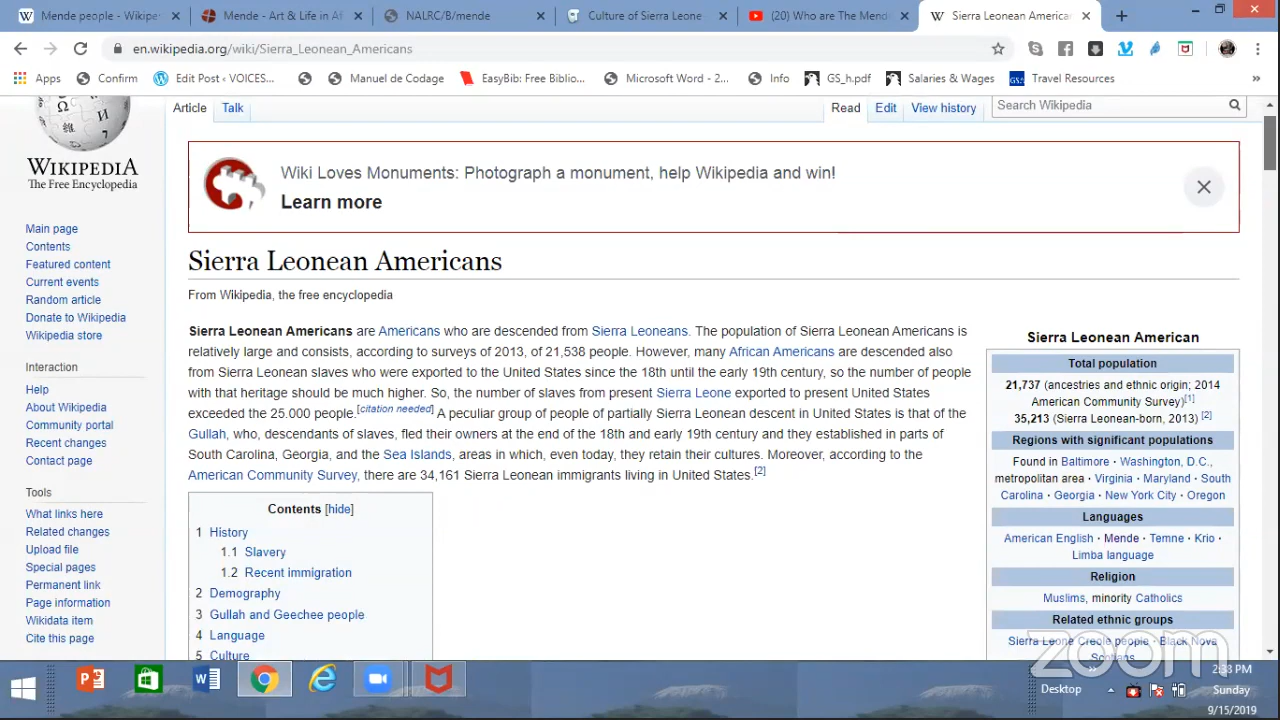 Mende people - Wikipe
Mende - Art & Life in Af
NALRC/B/mende
Culture of Sierra Leone
(20) Who are The Mend
Sierra Leonean America
en.wikipedia.org/wiki/Sierra_Leonean_Americans
Apps
Confirm
Edit Post ‹ VOICES...
Manuel de Codage
EasyBib: Free Biblio...
Microsoft Word - 2...
Info
GS_h.pdf
Salaries & Wages
Travel Resources
Article
Talk
Read
Edit
View history
Search Wikipedia
WIKIPEDIA
The Free Encyclopedia
Main page
Contents
Featured content
Current events
Random article
Donate to Wikipedia
Wikipedia store
Interaction
Help
About Wikipedia
Community portal
Recent changes
Contact page
Tools
What links here
Related changes
Upload file
Special pages
Permanent link
Page information
Wikidata item
Cite this page
Wiki Loves Monuments: Photograph a monument, help Wikipedia and win!
Learn more
Sierra Leonean Americans
From Wikipedia, the free encyclopedia
Sierra Leonean Americans are Americans who are descended from Sierra Leoneans. The population of Sierra Leonean Americans is
relatively large and consists, according to surveys of 2013, of 21,538 people. However, many African Americans are descended also
from Sierra Leonean slaves who were exported to the United States since the 18th until the early 19th century, so the number of people
with that heritage should be much higher. So, the number of slaves from present Sierra Leone exported to present United States
exceeded the 25.000 people.[citation needed] A peculiar group of people of partially Sierra Leonean descent in United States is that of the
Gullah, who, descendants of slaves, fled their owners at the end of the 18th and early 19th century and they established in parts of
South Carolina, Georgia, and the Sea Islands, areas in which, even today, they retain their cultures. Moreover, according to the
American Community Survey, there are 34,161 Sierra Leonean immigrants living in United States.[2]
Contents [hide]
1 History
1.1 Slavery
1.2 Recent immigration
2 Demography
3 Gullah and Geechee people
4 Language
5 Culture
Sierra Leonean American
Total population
21,737 (ancestries and ethnic origin; 2014
American Community Survey)[1]
35,213 (Sierra Leonean-born, 2013) [2]
Regions with significant populations
Found in Baltimore · Washington, D.C.,
metropolitan area · Virginia · Maryland · South
Carolina · Georgia · New York City · Oregon
Languages
American English · Mende · Temne · Krio ·
Limba language
Religion
Muslims, minority Catholics
Related ethnic groups
Sierra Leone Creole people · Black Nova
Scotians
zoom
Desktop
2:33 PM
Sunday
9/15/2019